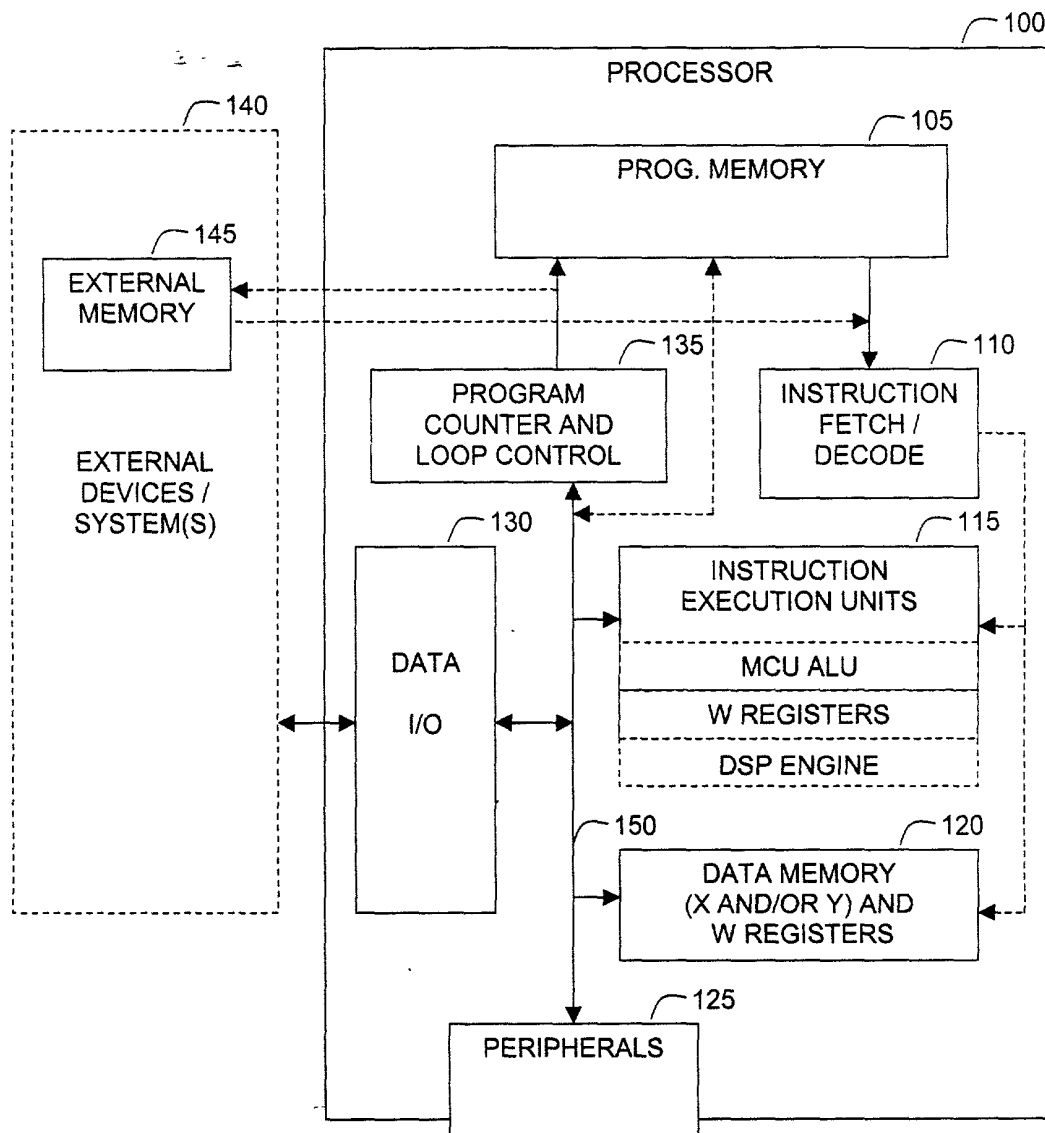 100
PROCESSOR
140
105
PROG. MEMORY
145
EXTERNAL
MEMORY
135
PROGRAM
COUNTER AND
LOOP CONTROL
110
INSTRUCTION
FETCH /
DECODE
EXTERNAL
DEVICES /
SYSTEM(S)
130
DATA
I/O
115
INSTRUCTION
EXECUTION UNITS
MCU ALU
W REGISTERS
DSP ENGINE
150
120
DATA MEMORY
(X AND/OR Y) AND
W REGISTERS
125
PERIPHERALS